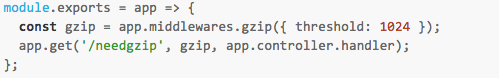 module.exports = app => {
const gzip = app.middlewares.gzip({ threshold: 1024 });
app.get('/needgzip', gzip, app.controller.handler);
};